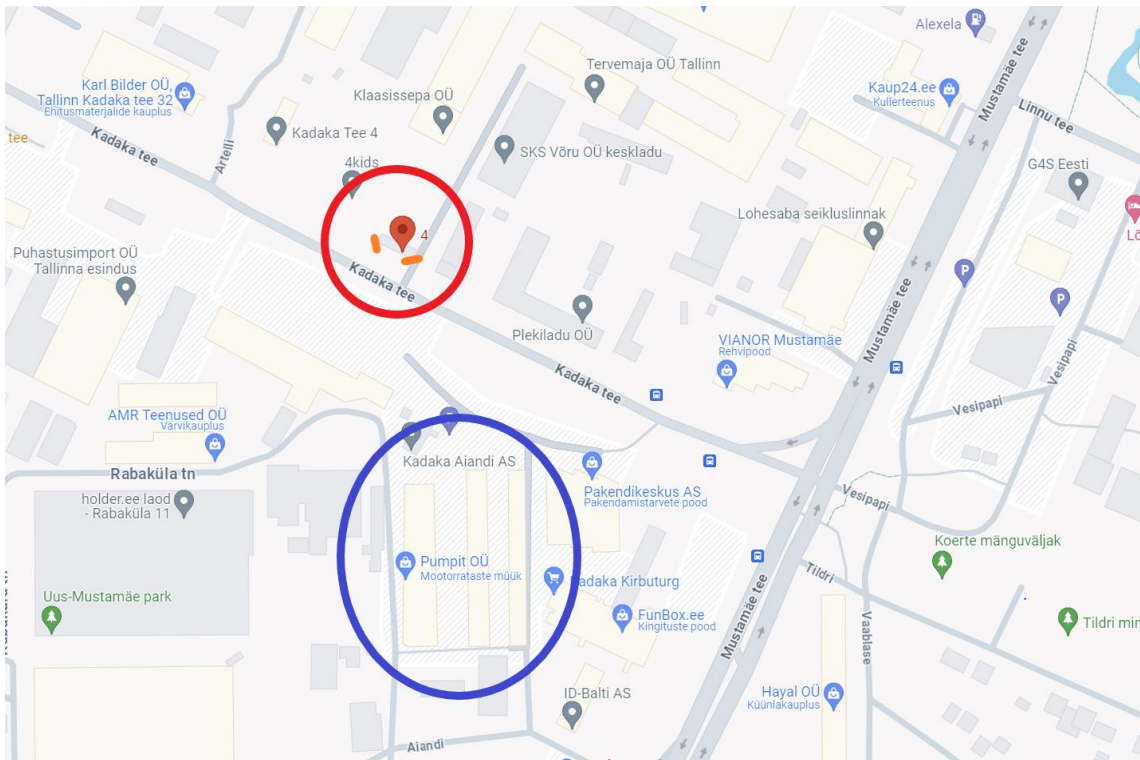 Alexela
Mustamäe tee
Tervemaja OÜ Tallinn
Karl Bilder OÜ,
Tallinn Kadaka tee 32
Ehitusmaterjalide kauplus
Klaasissepa OÜ
Kaup24.ee
Kullerteenus
Linnu tee
tee
Kadaka tee
Artelli
Kadaka Tee 4
SKS Võru OÜ keskladu
4kids
G4S Eesti
Lohesaba seikluslinnak
4
Puhastusimport OÜ
Tallinna esindus
Kadaka tee
P
P
Mustamäe tee
Plekiladu OÜ
VIANOR Mustamäe
Rehvipood
Vesipapi
Kadaka tee
Vesipapi
AMR Teenused OÜ
Värvikauplus
Kadaka Aiandi AS
Rabaküla tn
Pakendikeskus AS
Pakendamistarvete pood
holder.ee laod
- Rabaküla 11
Vesipapi
Koerte mänguväljak
Pumpit OÜ
Mootorrataste müük
Tildri
Kadaka Kirbuturg
Uus-Mustamäe park
FunBox.ee
Kingituste pood
Mustamäe tee
Vaablase
Tildri min
ID-Balti AS
Hayal OÜ
Küünlakauplus
Aiandi